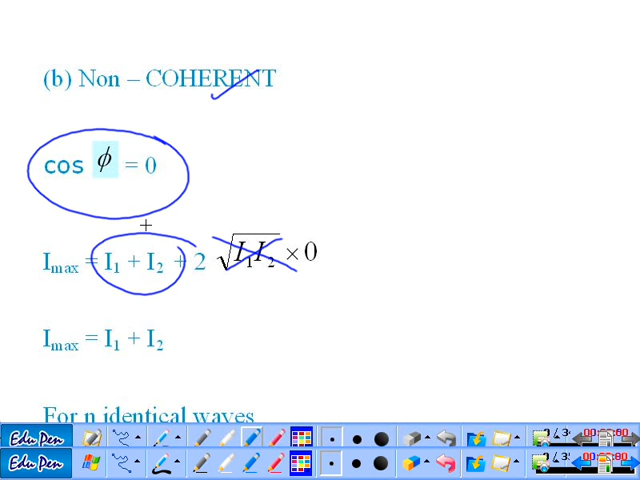 (b) Non – COHERENT
cos ϕ = 0
I₁ₘₐₓ = I₁ + I₂ + 2 √I₁I₂ × 0
Iₘₐₓ = I₁ + I₂
For n identical waves
Edu Pen
Edu Pen